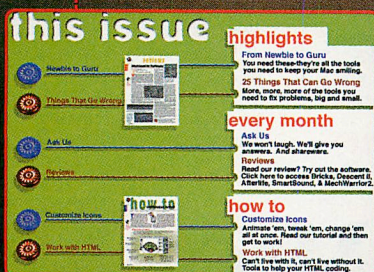 this issue
highlights
From Newbie to Guru
You need these-they're all the tools
you need to keep your Mac smiling.
25 Things That Can Go Wrong
More, more, more of the tools you
need to fix problems, big and small.
Newbie to Guru
Things That Go Wrong
every month
Ask Us
We won't laugh. We'll give you
answers. And shareware.
Reviews
Read our review? Try out the software.
Click here to access Bricks, Descent II,
Afterlife, SmartSound, & MechWarrior2.
Ask Us
Reviews
how to
how to
Customize Icons
Animate 'em, tweak 'em, change 'em
all at once. Read our tutorial and then
get to work!
Work with HTML
Can't live with it, can't live without it.
Tools to help your HTML coding.
Customize Icons
Work with HTML